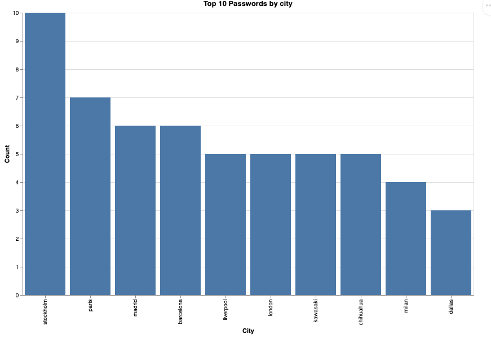 Top 10 Passwords by city
10
9
8
7
6
5
4
3
2
1
0
Count
stockholm
paris
madrid
barcelona
liverpool
london
kawasaki
chihuahua
milan
dallas
City